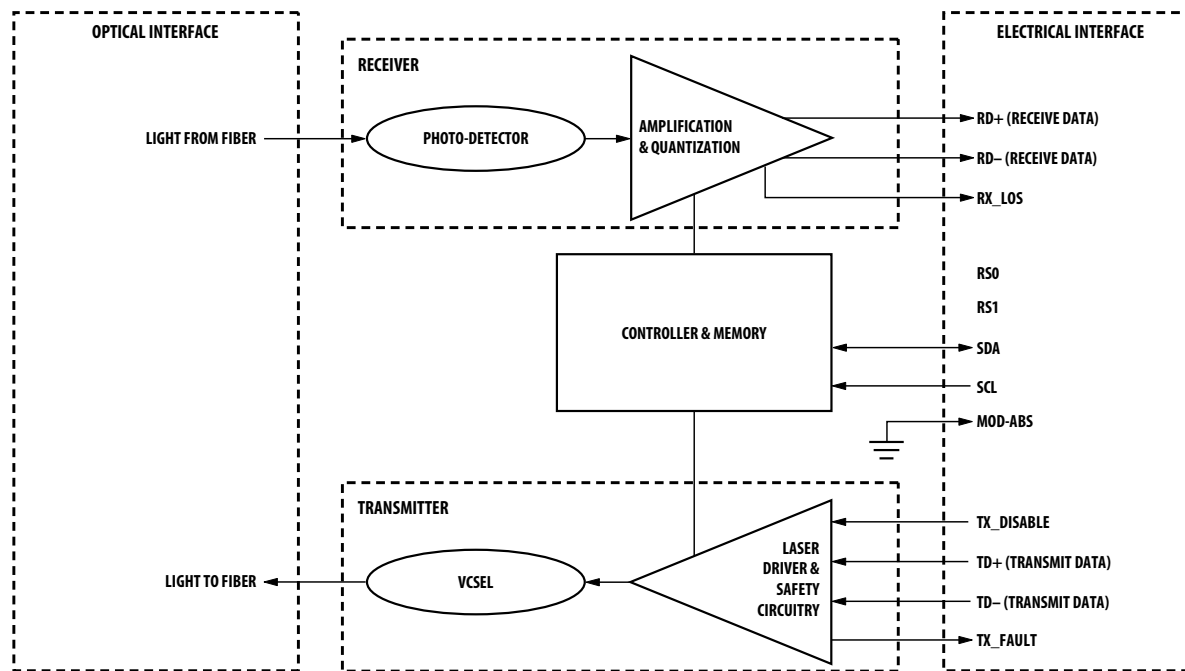 OPTICAL INTERFACE
ELECTRICAL INTERFACE
RECEIVER
LIGHT FROM FIBER
PHOTO-DETECTOR
AMPLIFICATION
& QUANTIZATION
RD+ (RECEIVE DATA)
RD– (RECEIVE DATA)
RX_LOS
RS0
RS1
CONTROLLER & MEMORY
SDA
SCL
MOD-ABS
TRANSMITTER
LIGHT TO FIBER
VCSEL
LASER
DRIVER &
SAFETY
CIRCUITRY
TX_DISABLE
TD+ (TRANSMIT DATA)
TD– (TRANSMIT DATA)
TX_FAULT